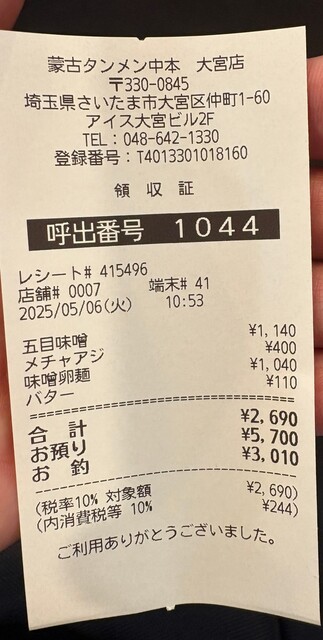 蒙古タンメン中本 大宮店
〒330-0845
埼玉県さいたま市大宮区仲町1-60
アイス大宮ビル2F
TEL：048-642-1330
登録番号：T4013301018160
領 収 証
呼出番号 1044
レシート# 415496
店舗# 0007 端末# 41
2025/05/06(火) 10:53
五目味噌 ¥1,140
メチャアジ ¥400
味噌卵麺 ¥1,040
バター ¥110
合 計 ¥2,690
お預り ¥5,700
お 釣 ¥3,010
(税率10% 対象額 ¥2,690)
(内消費税等 10% ¥244)
ご利用ありがとうございました。